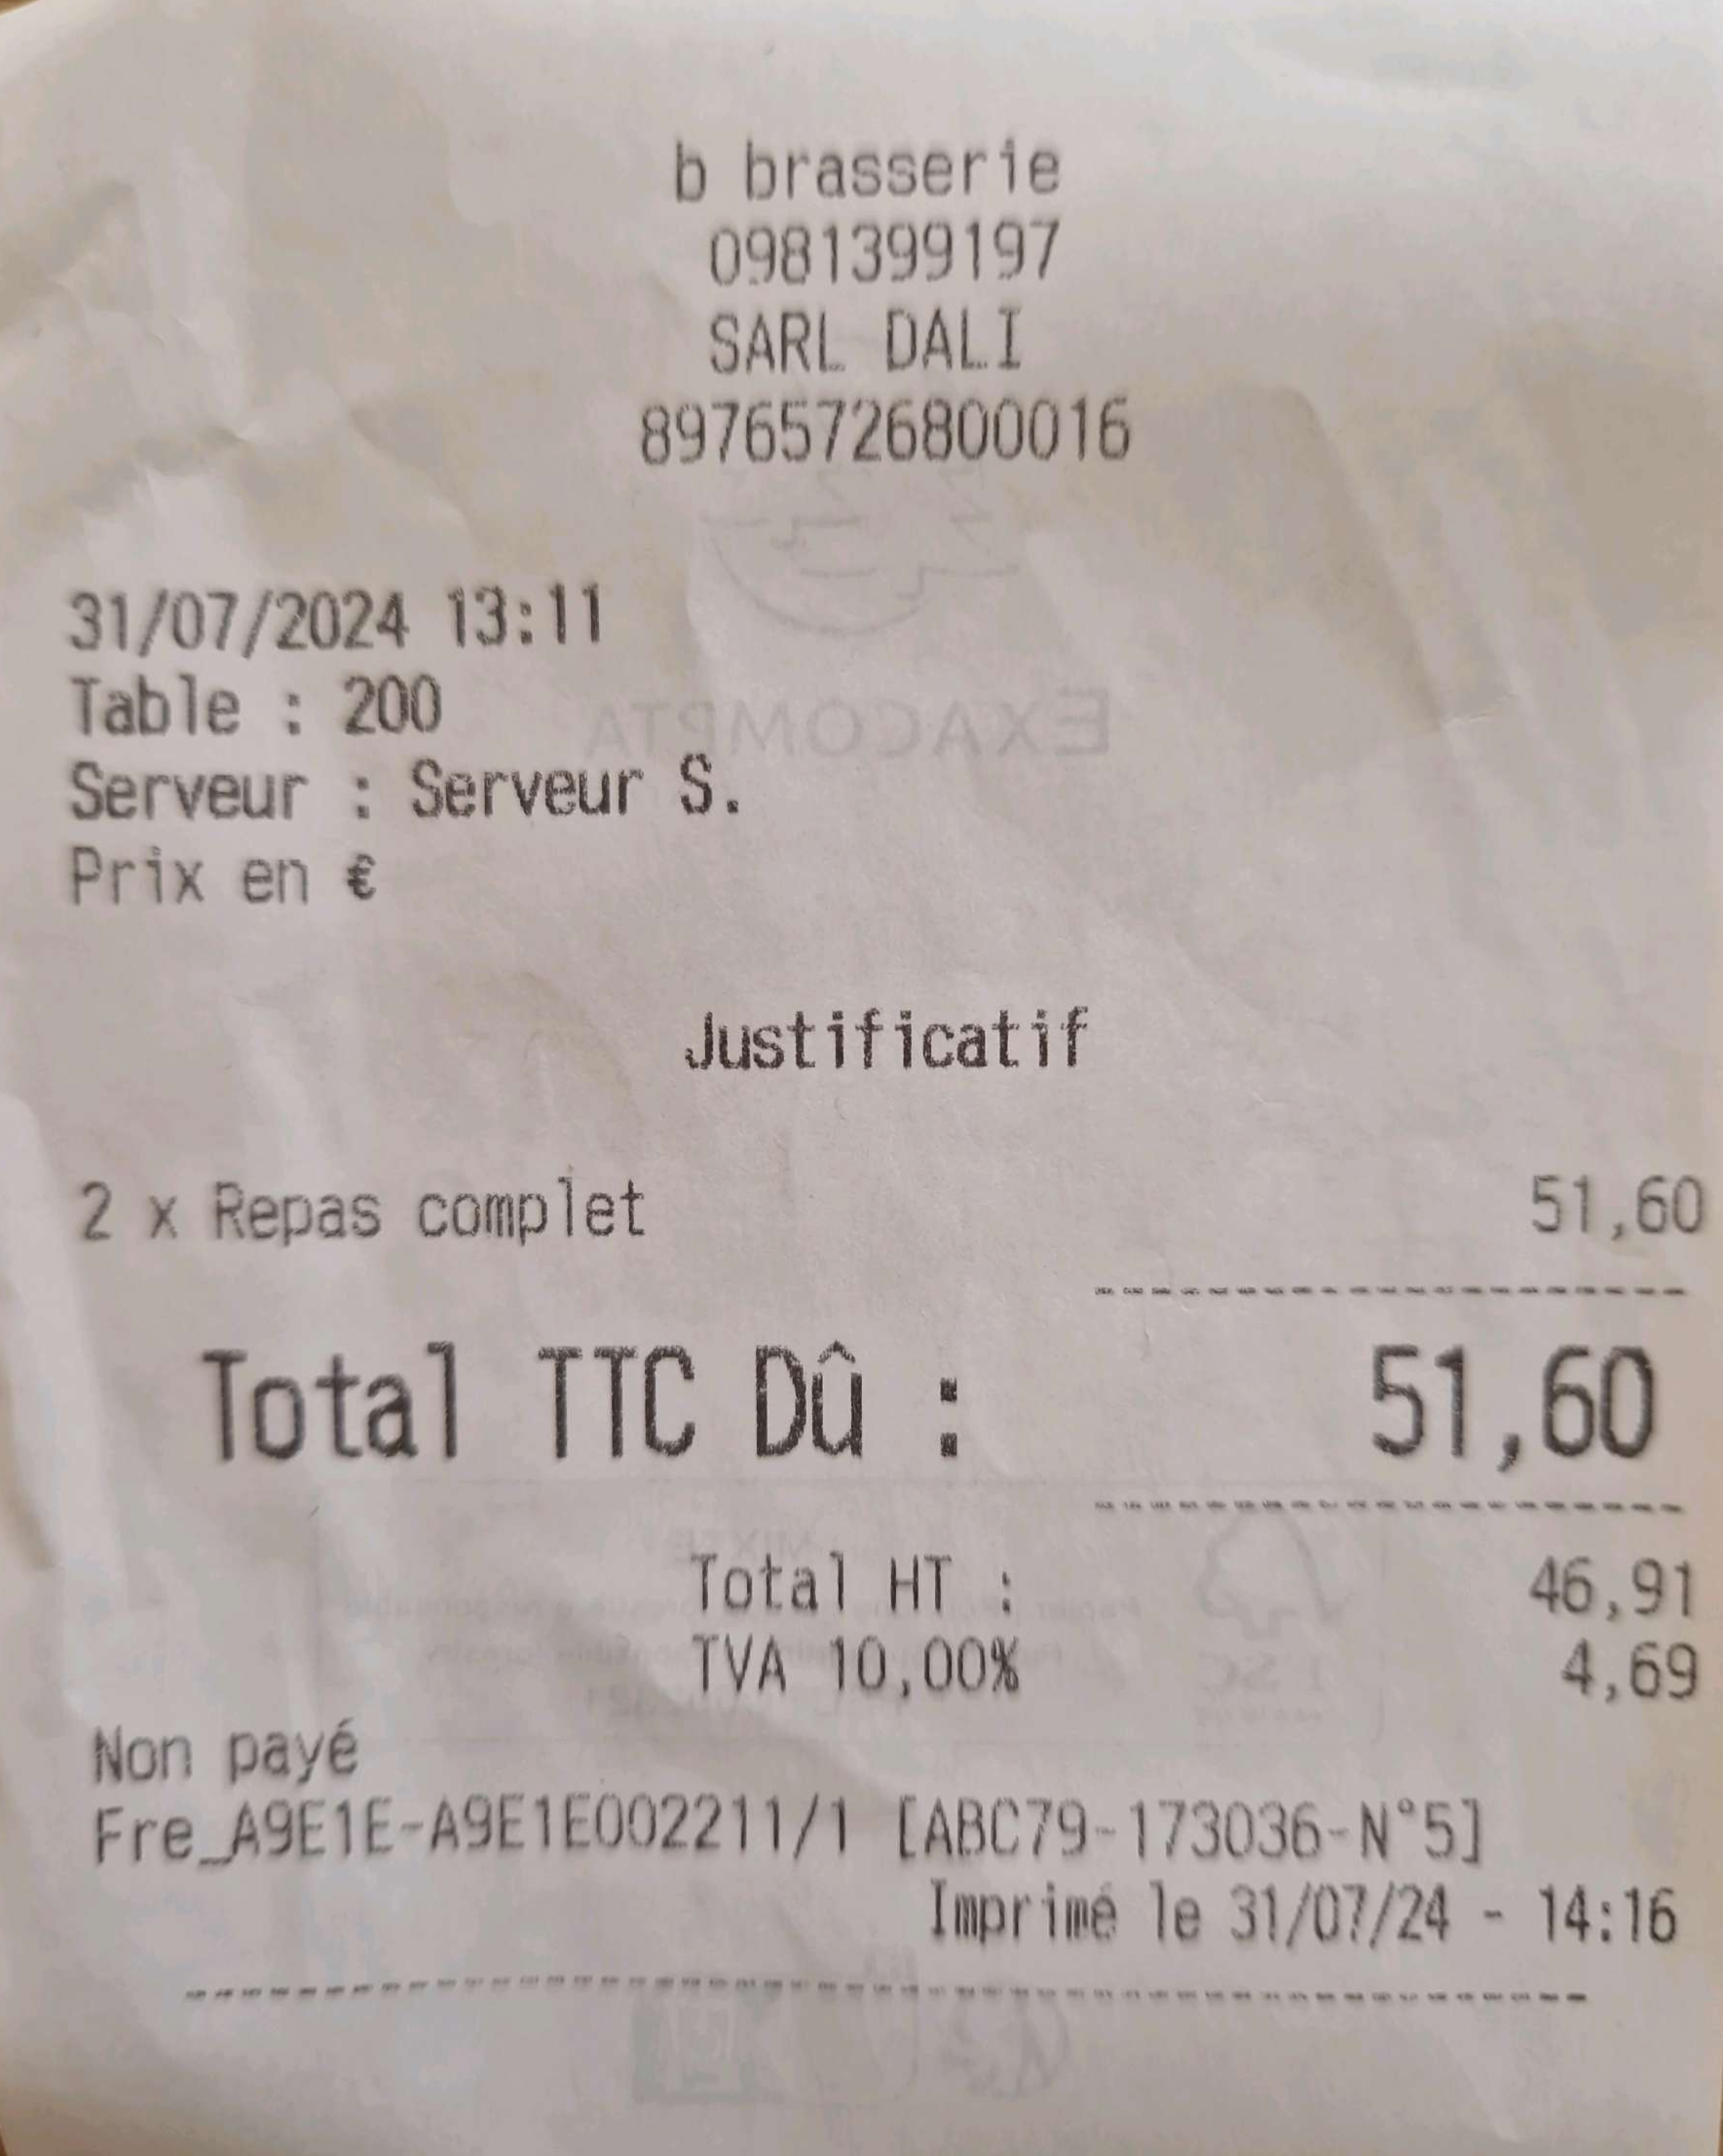 b brasserie
0981399197
SARL DALI
89765726800016
31/07/2024 13:11
Table : 200
EXACOMPTA
Serveur : Serveur S.
Prix en €
Justificatif
2 x Repas complet 51,60
Total TTC Dû : 51,60
Total HT : 46,91
TVA 10,00% 4,69
Non payé
Fre_A9E1E-A9E1E002211/1 [ABC79-173036-N°5]
Imprimé le 31/07/24 - 14:16